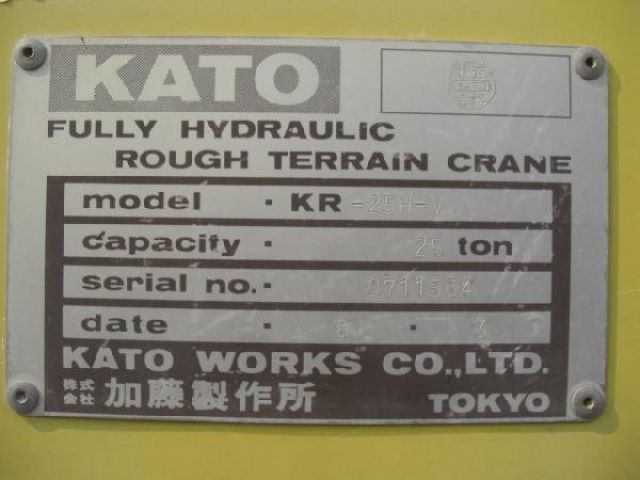 KATO
FULLY HYDRAULIC
ROUGH TERRAIN CRANE
model · KR -25H-V
capacity · 25 ton
serial no. ·
date · · 3
KATO WORKS CO.,LTD.
株式会社 加藤製作所 TOKYO